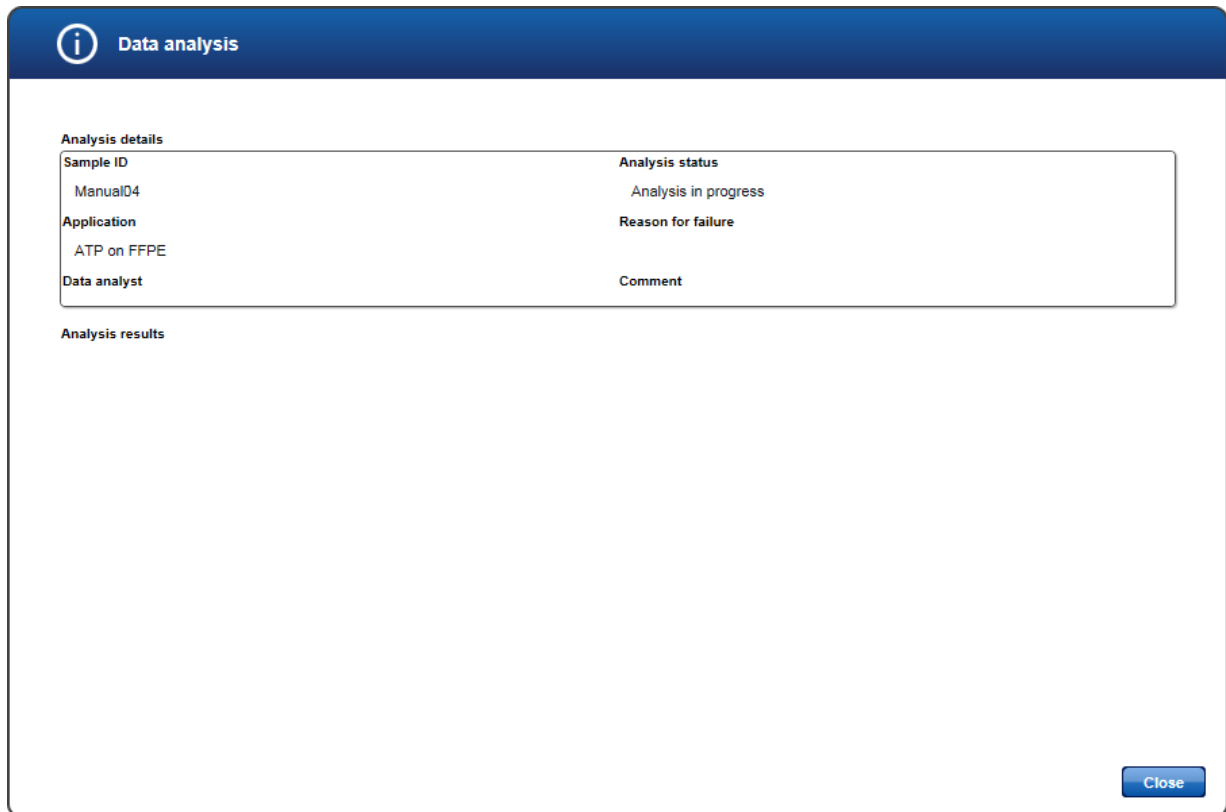 Data analysis
Analysis details
Sample ID
Analysis status
Manual04
Analysis in progress
Application
Reason for failure
ATP on FFPE
Data analyst
Comment
Analysis results
Close